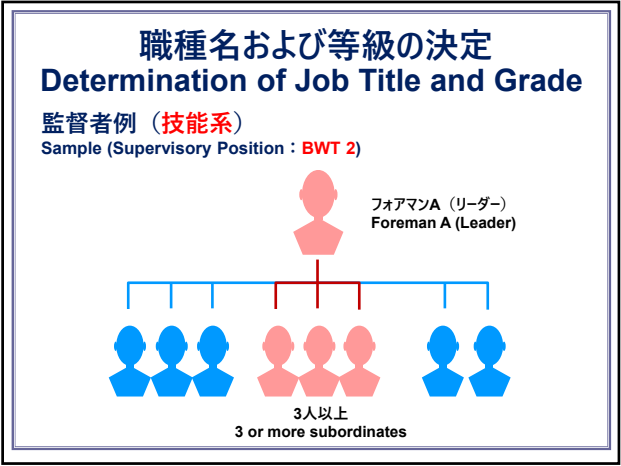 職種名および等級の決定
Determination of Job Title and Grade
監督者例（技能系）
Sample (Supervisory Position：BWT 2)
フォアマンA（リーダー）
Foreman A (Leader)
3人以上
3 or more subordinates